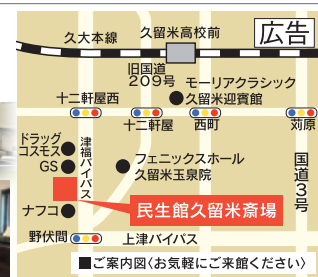 広告
久大本線
久留米高校前
旧国道
209号
モーリアクラシック
久留米迎賓館
十二軒屋西
十二軒屋
西町
苅原
ドラッグ
コスモス
GS
ナフコ
津福バイパス
フェニックスホール
久留米玉泉院
国道3号
民生館久留米斎場
野伏間
上津バイパス
■ご案内図〈お気軽にご来館ください〉